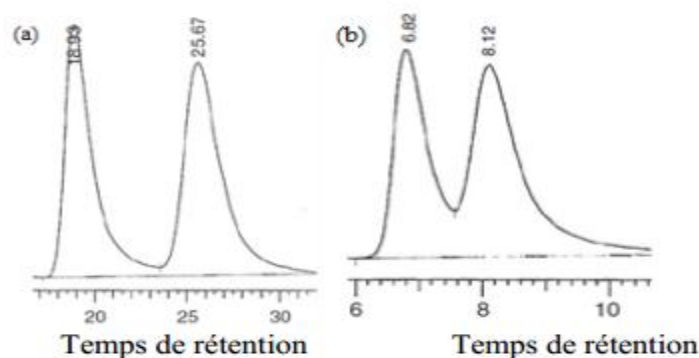 (a) 18.93 25.67
(b) 6.82 8.12
20 25 30
6 8 10
Temps de rétention
Temps de rétention